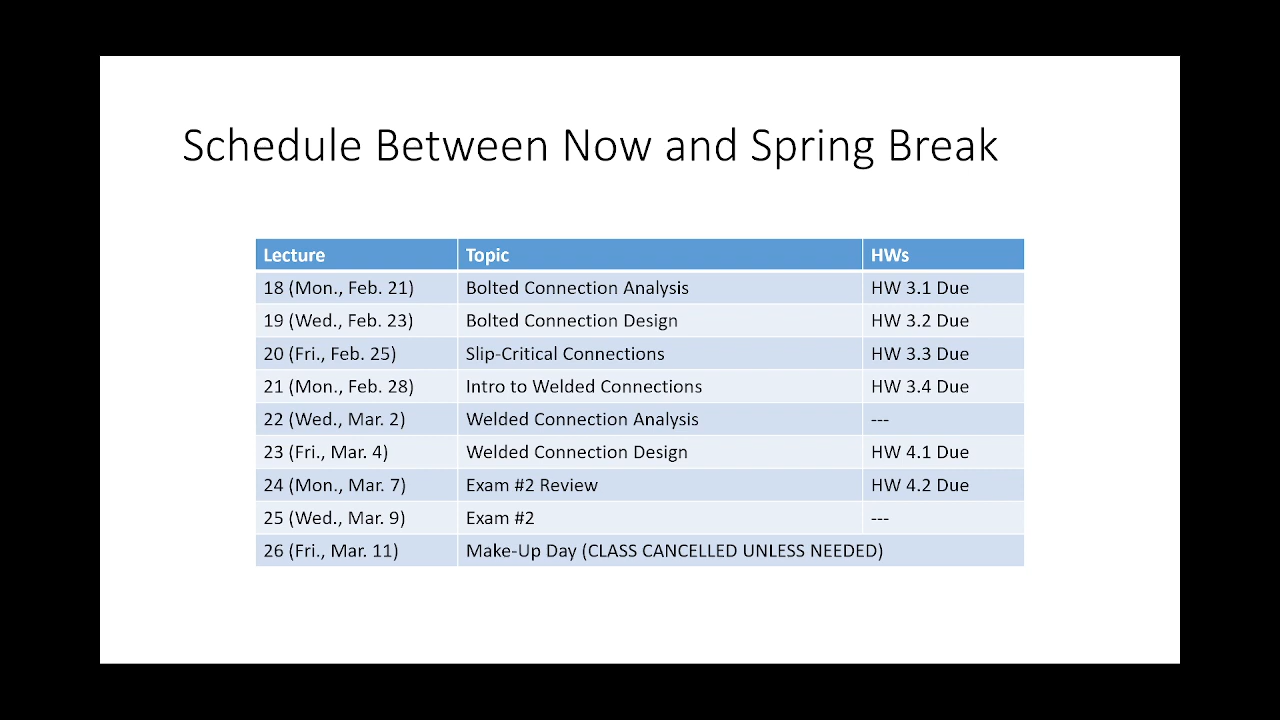 Schedule Between Now and Spring Break
Lecture Topic HWs
18 (Mon., Feb. 21) Bolted Connection Analysis HW 3.1 Due
19 (Wed., Feb. 23) Bolted Connection Design HW 3.2 Due
20 (Fri., Feb. 25) Slip-Critical Connections HW 3.3 Due
21 (Mon., Feb. 28) Intro to Welded Connections HW 3.4 Due
22 (Wed., Mar. 2) Welded Connection Analysis ---
23 (Fri., Mar. 4) Welded Connection Design HW 4.1 Due
24 (Mon., Mar. 7) Exam #2 Review HW 4.2 Due
25 (Wed., Mar. 9) Exam #2 ---
26 (Fri., Mar. 11) Make-Up Day (CLASS CANCELLED UNLESS NEEDED)